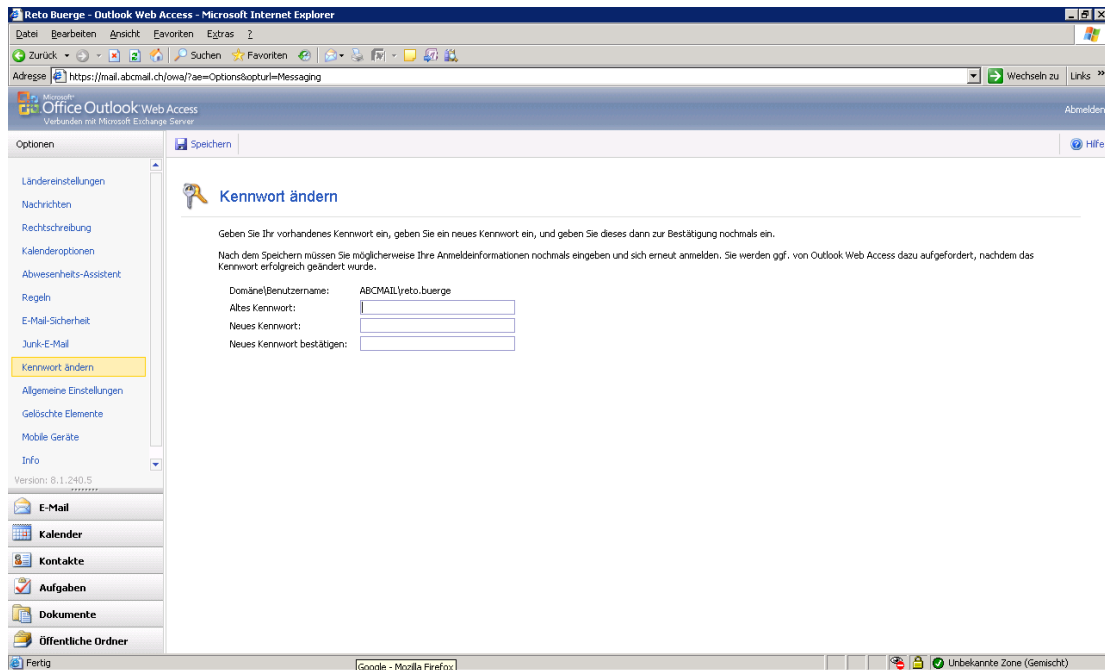 Reto Buerge - Outlook Web Access - Microsoft Internet Explorer
Datei Bearbeiten Ansicht Favoriten Extras ?
Zurück Suchen Favoriten
Adresse https://mail.abcmail.ch/owa/?ae=Options&opturl=Messaging Wechseln zu Links »
Microsoft®
Office Outlook Web Access
Verbunden mit Microsoft Exchange Server
Abmelden
Optionen
Speichern
Hilfe
Ländereinstellungen
Nachrichten
Rechtschreibung
Kalenderoptionen
Abwesenheits-Assistent
Regeln
E-Mail-Sicherheit
Junk-E-Mail
Kennwort ändern
Allgemeine Einstellungen
Gelöschte Elemente
Mobile Geräte
Info
Version: 8.1.240.5
E-Mail
Kalender
Kontakte
Aufgaben
Dokumente
Öffentliche Ordner
Kennwort ändern
Geben Sie Ihr vorhandenes Kennwort ein, geben Sie ein neues Kennwort ein, und geben Sie dieses dann zur Bestätigung nochmals ein.
Nach dem Speichern müssen Sie möglicherweise Ihre Anmeldeinformationen nochmals eingeben und sich erneut anmelden. Sie werden ggf. von Outlook Web Access dazu aufgefordert, nachdem das
Kennwort erfolgreich geändert wurde.
Domäne\Benutzername: ABCMAIL\reto.buerge
Altes Kennwort:
Neues Kennwort:
Neues Kennwort bestätigen:
Fertig
Google - Mozilla Firefox
Unbekannte Zone (Gemischt)